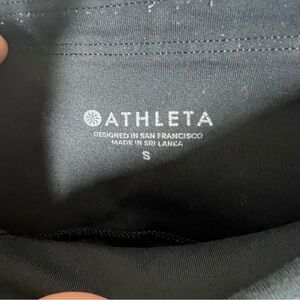 ATHLETA
DESIGNED IN SAN FRANCISCO
MADE IN SRI LANKA
S